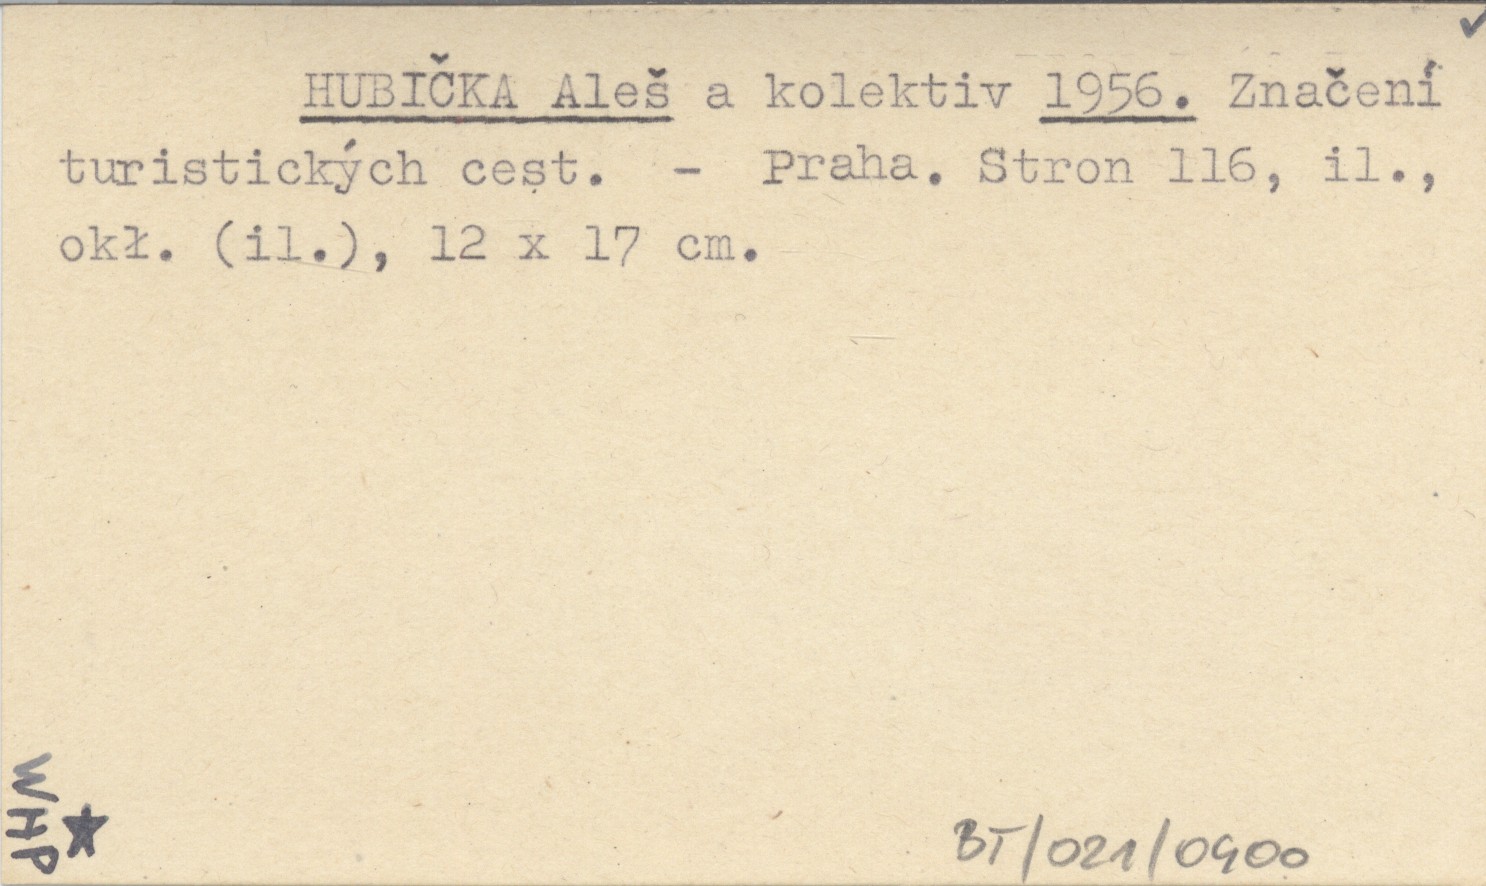 HUBIČKA Aleš a kolektiv 1956. Značení
turistických cest. - Praha. Stron 116, il.,
okł. (il.), 12 x 17 cm.
WHP
BT/021/0900